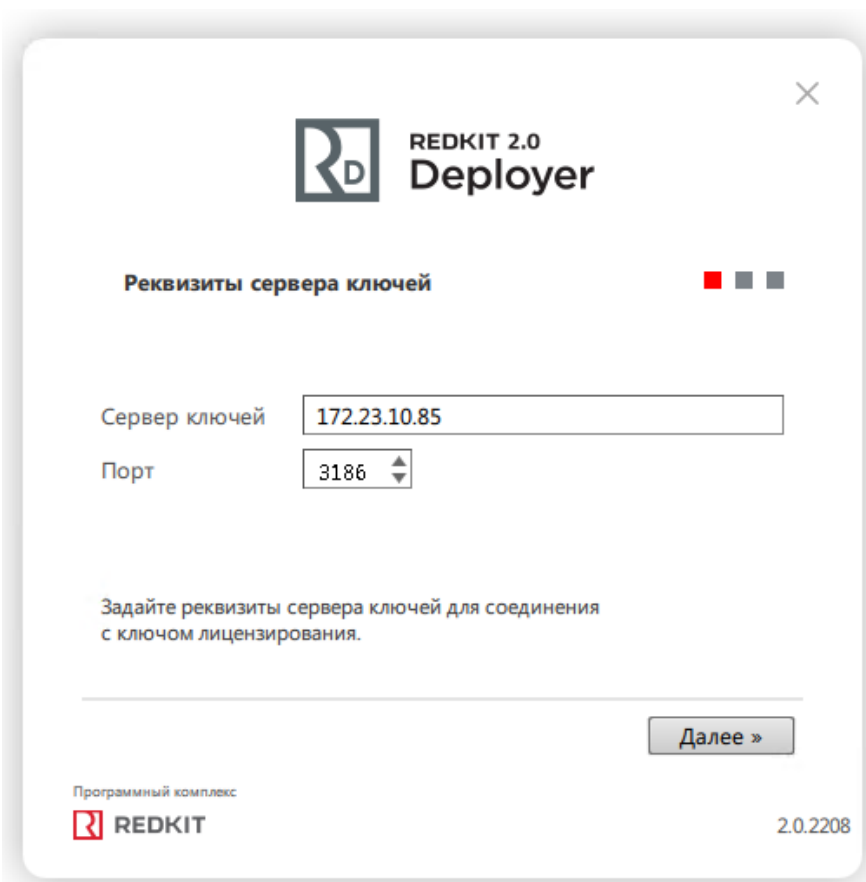 REDKIT 2.0
Deployer
Реквизиты сервера ключей
Сервер ключей 172.23.10.85
Порт 3186
Задайте реквизиты сервера ключей для соединения
с ключом лицензирования.
Далее »
Программный комплекс
REDKIT
2.0.2208